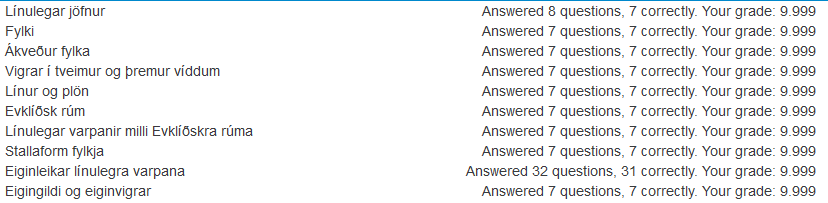 Línulegar jöfnur Answered 8 questions, 7 correctly. Your grade: 9.999
Fylki Answered 7 questions, 7 correctly. Your grade: 9.999
Ákveður fylka Answered 7 questions, 7 correctly. Your grade: 9.999
Vigrar í tveimur og þremur víddum Answered 7 questions, 7 correctly. Your grade: 9.999
Línur og plön Answered 7 questions, 7 correctly. Your grade: 9.999
Evklíðsk rúm Answered 7 questions, 7 correctly. Your grade: 9.999
Línulegar varpanir milli Evklíðskra rúma Answered 7 questions, 7 correctly. Your grade: 9.999
Stallaform fylkja Answered 7 questions, 7 correctly. Your grade: 9.999
Eiginleikar línulegra varpana Answered 32 questions, 31 correctly. Your grade: 9.999
Eigingildi og eiginvigrar Answered 7 questions, 7 correctly. Your grade: 9.999